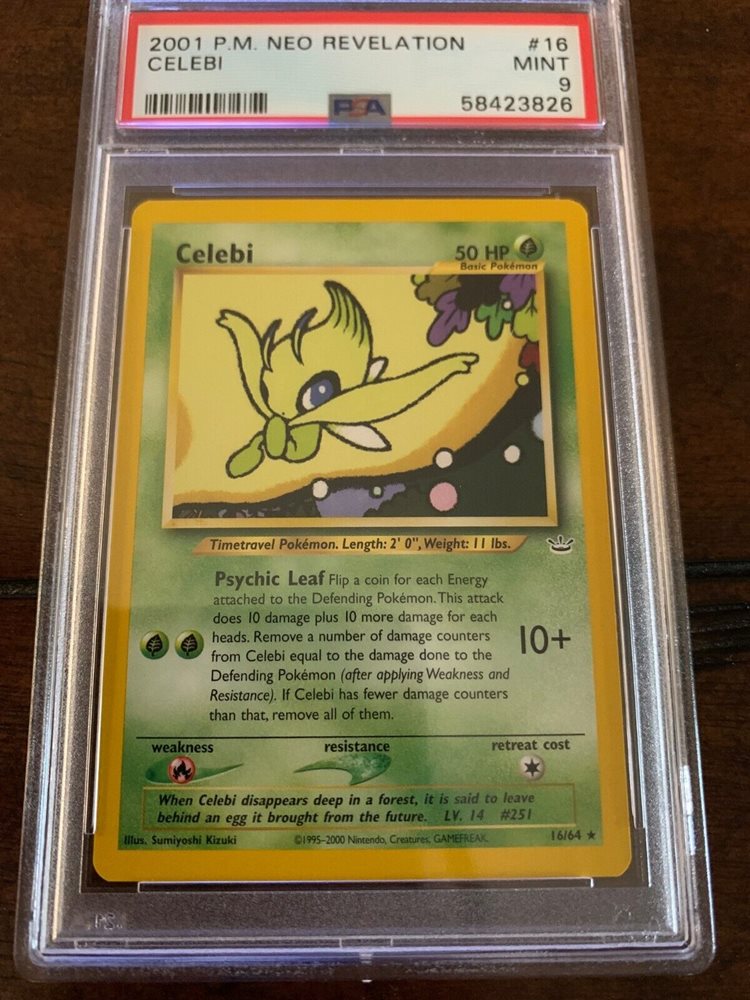 2001 P.M. NEO REVELATION #16
CELEBI MINT
9
PSA 58423826
Celebi 50 HP
Basic Pokémon
Timetravel Pokémon. Length: 2' 0", Weight: 11 lbs.
Psychic Leaf Flip a coin for each Energy
attached to the Defending Pokémon. This attack
does 10 damage plus 10 more damage for each
heads. Remove a number of damage counters
from Celebi equal to the damage done to the
Defending Pokémon (after applying Weakness and
Resistance). If Celebi has fewer damage counters
than that, remove all of them.
10+
weakness resistance retreat cost
When Celebi disappears deep in a forest, it is said to leave
behind an egg it brought from the future. LV. 14 #251
Illus. Sumiyoshi Kizuki ©1995-2000 Nintendo, Creatures, GAMEFREAK. 16/64 ★